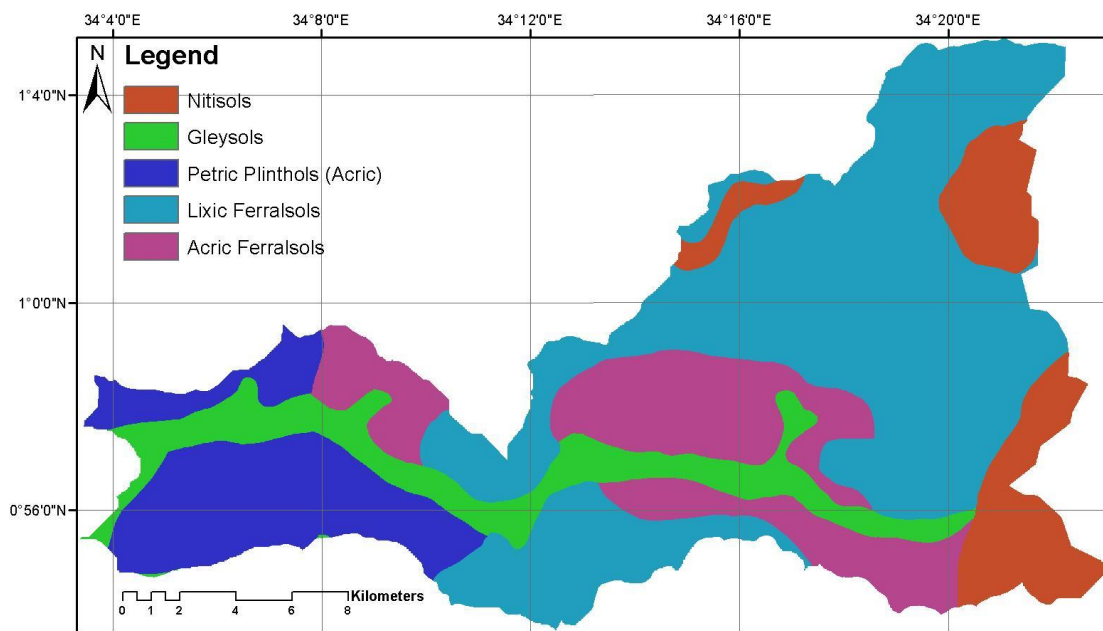 34°4'0"E 34°8'0"E 34°12'0"E 34°16'0"E 34°20'0"E
N
Legend
1°4'0"N
Nitisols
Gleysols
Petric Plinthols (Acric)
Lixic Ferralsols
Acric Ferralsols
1°0'0"N
0°56'0"N
Kilometers
0 1 2 4 6 8